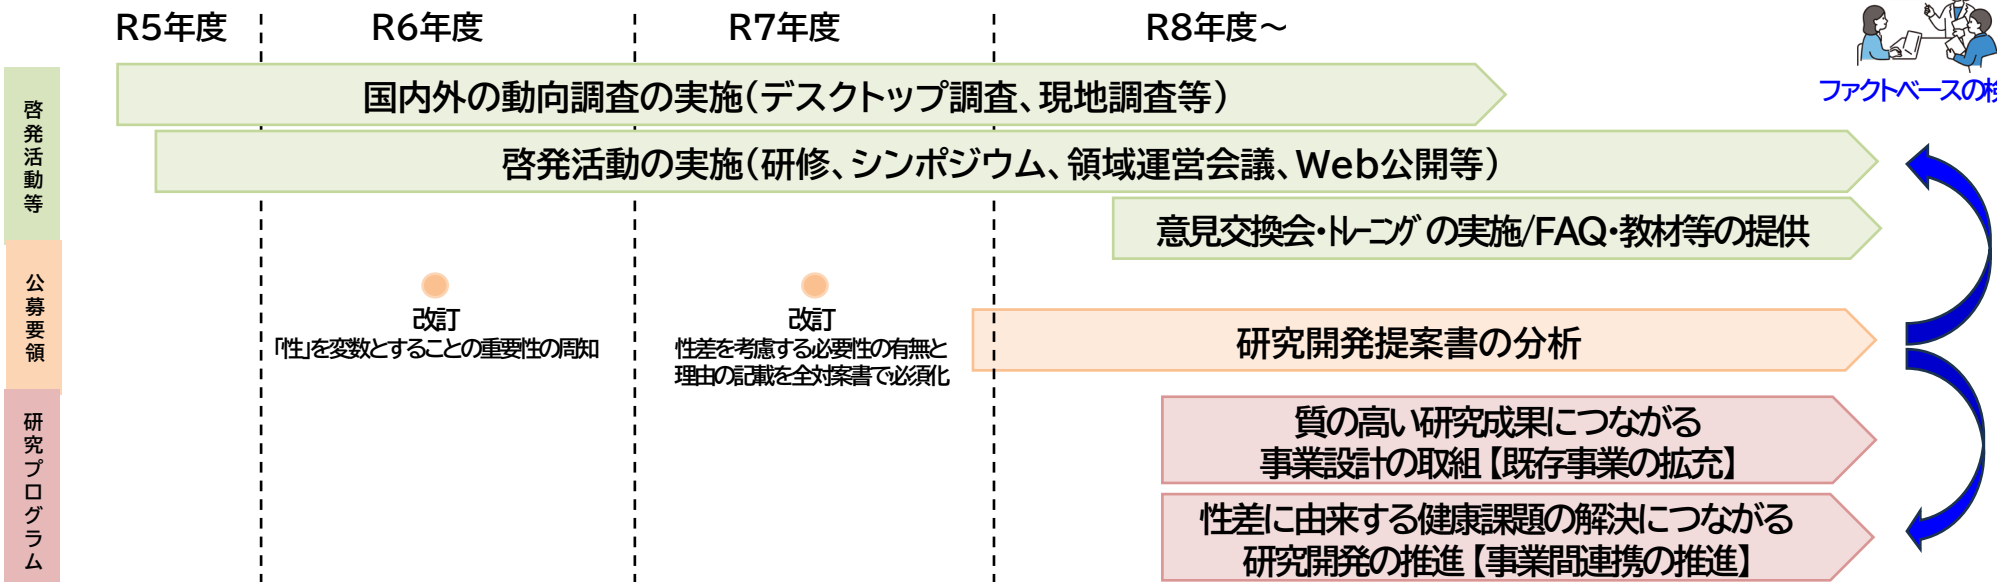 R5年度
R6年度
R7年度
R8年度～
ファクトベースの検
啓発活動等
国内外の動向調査の実施（デスクトップ調査、現地調査等）
啓発活動の実施（研修、シンポジウム、領域運営会議、Web公開等）
意見交換会・トレーニングの実施/FAQ・教材等の提供
公募要領
改訂
「性」を変数とすることの重要性の周知
改訂
性差を考慮する必要性の有無と
理由の記載を全対案書で必須化
研究開発提案書の分析
研究プログラム
質の高い研究成果につながる
事業設計の取組【既存事業の拡充】
性差に由来する健康課題の解決につながる
研究開発の推進【事業間連携の推進】